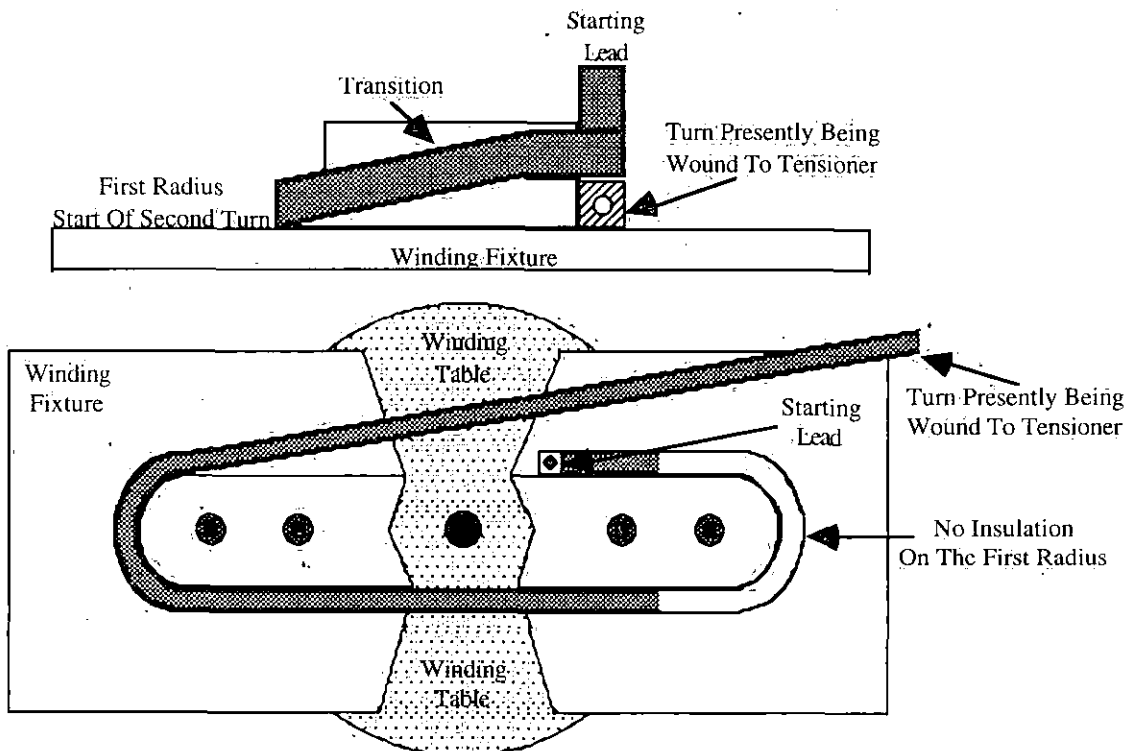 Starting
Lead
Transition
Turn Presently Being
Wound To Tensioner
First Radius
Start Of Second Turn
Winding Fixture
Winding
Table
Winding
Fixture
Turn Presently Being
Wound To Tensioner
Starting
Lead
No Insulation
On The First Radius
Winding
Table